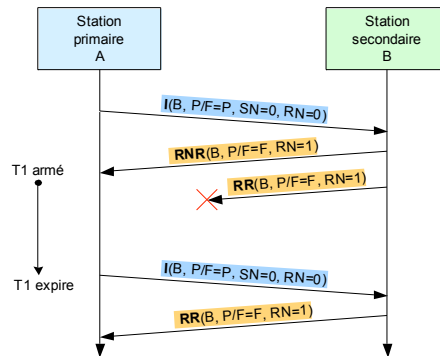 Station
primaire
A
Station
secondaire
B
I(B, P/F=P, SN=0, RN=0)
RNR(B, P/F=F, RN=1)
T1 armé
RR(B, P/F=F, RN=1)
T1 expire
I(B, P/F=P, SN=0, RN=0)
RR(B, P/F=F, RN=1)